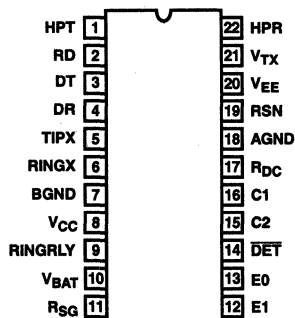 HPT 1 22 HPR
RD 2 21 VTX
DT 3 20 VEE
DR 4 19 RSN
TIPX 5 18 AGND
RINGX 6 17 RDC
BGND 7 16 C1
VCC 8 15 C2
RINGRLY 9 14 DET
VBAT 10 13 E0
RSG 11 12 E1